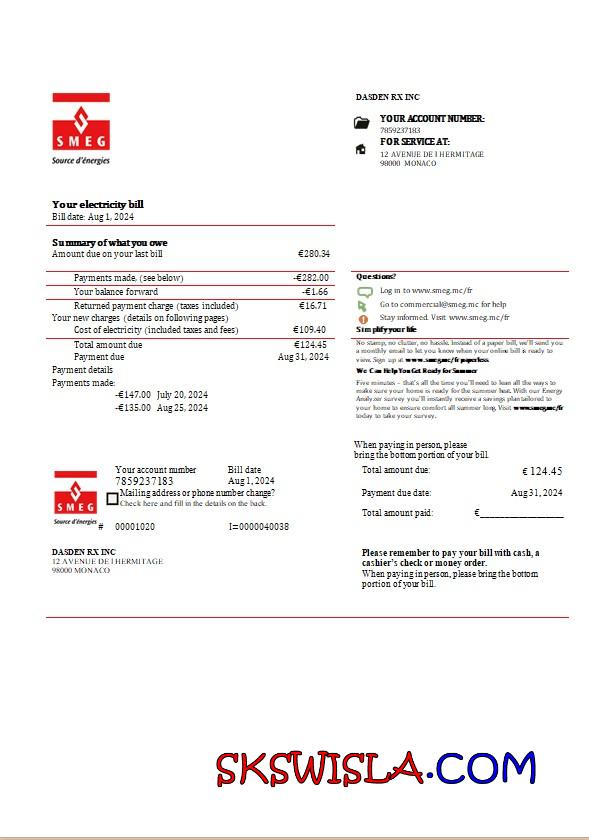 SMEG
Source d'énergies
DASDEN RX INC
YOUR ACCOUNT NUMBER:
7859237183
FOR SERVICE AT:
12 AVENUE DE I HERMITAGE
98000 MONACO
Your electricity bill
Bill date: Aug 1, 2024
Summary of what you owe
Amount due on your last bill €280.34
Payments made, (see below) -€282.00
Your balance forward -€1.66
Returned payment charge (taxes included) €16.71
Your new charges (details on following pages)
Cost of electricity (included taxes and fees) €109.40
Total amount due €124.45
Payment due Aug 31, 2024
Payment details
Payments made:
-€147.00 July 20, 2024
-€135.00 Aug 25, 2024
Questions?
Log in to www.smeg.mc/fr
Go to commercial@smeg.mc for help
Stay informed. Visit www.smeg.mc/fr
Simplify your life
No stamp, no clutter, no hassle. Instead of a paper bill, we'll send you
a monthly email to let you know when your online bill is ready to
view. Sign up at www.smeg.mc/fr paperless.
We Can Help You Get Ready for Summer
Five minutes – that's all the time you'll need to lean all the ways to
make sure your home is ready for the summer heat. With our Energy
Analyzer survey you'll instantly receive a savings plan tailored to
your home to ensure comfort all summer long. Visit www.smeg.mc/fr
today to take your survey.
When paying in person, please
bring the bottom portion of your bill.
Total amount due: € 124.45
Payment due date: Aug 31, 2024
Total amount paid: €_________________
SMEG
Source d'énergies
Your account number Bill date
7859237183 Aug 1, 2024
Mailing address or phone number change?
Check here and fill in the details on the back.
# 00001020 I=0000040038
DASDEN RX INC
12 AVENUE DE I HERMITAGE
98000 MONACO
Please remember to pay your bill with cash, a
cashier's check or money order.
When paying in person, please bring the bottom
portion of your bill.
SKSWISLA.COM